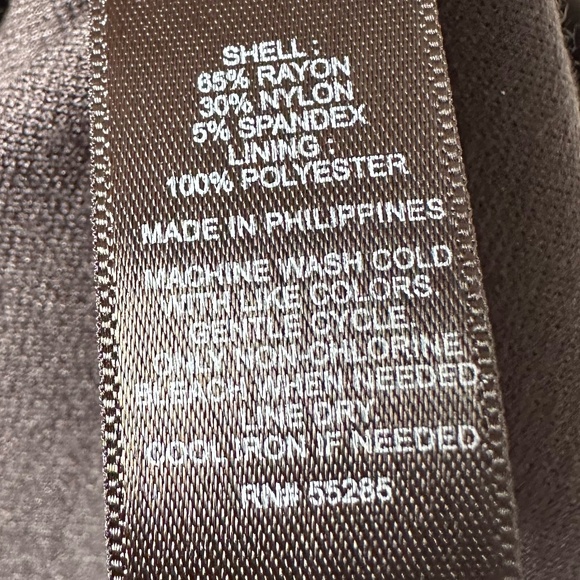 SHELL :
65% RAYON
30% NYLON
5% SPANDEX
LINING :
100% POLYESTER
MADE IN PHILIPPINES
MACHINE WASH COLD
WITH LIKE COLORS
GENTLE CYCLE.
ONLY NON-CHLORINE
BLEACH WHEN NEEDED.
LINE DRY.
COOL IRON IF NEEDED
RN# 55285